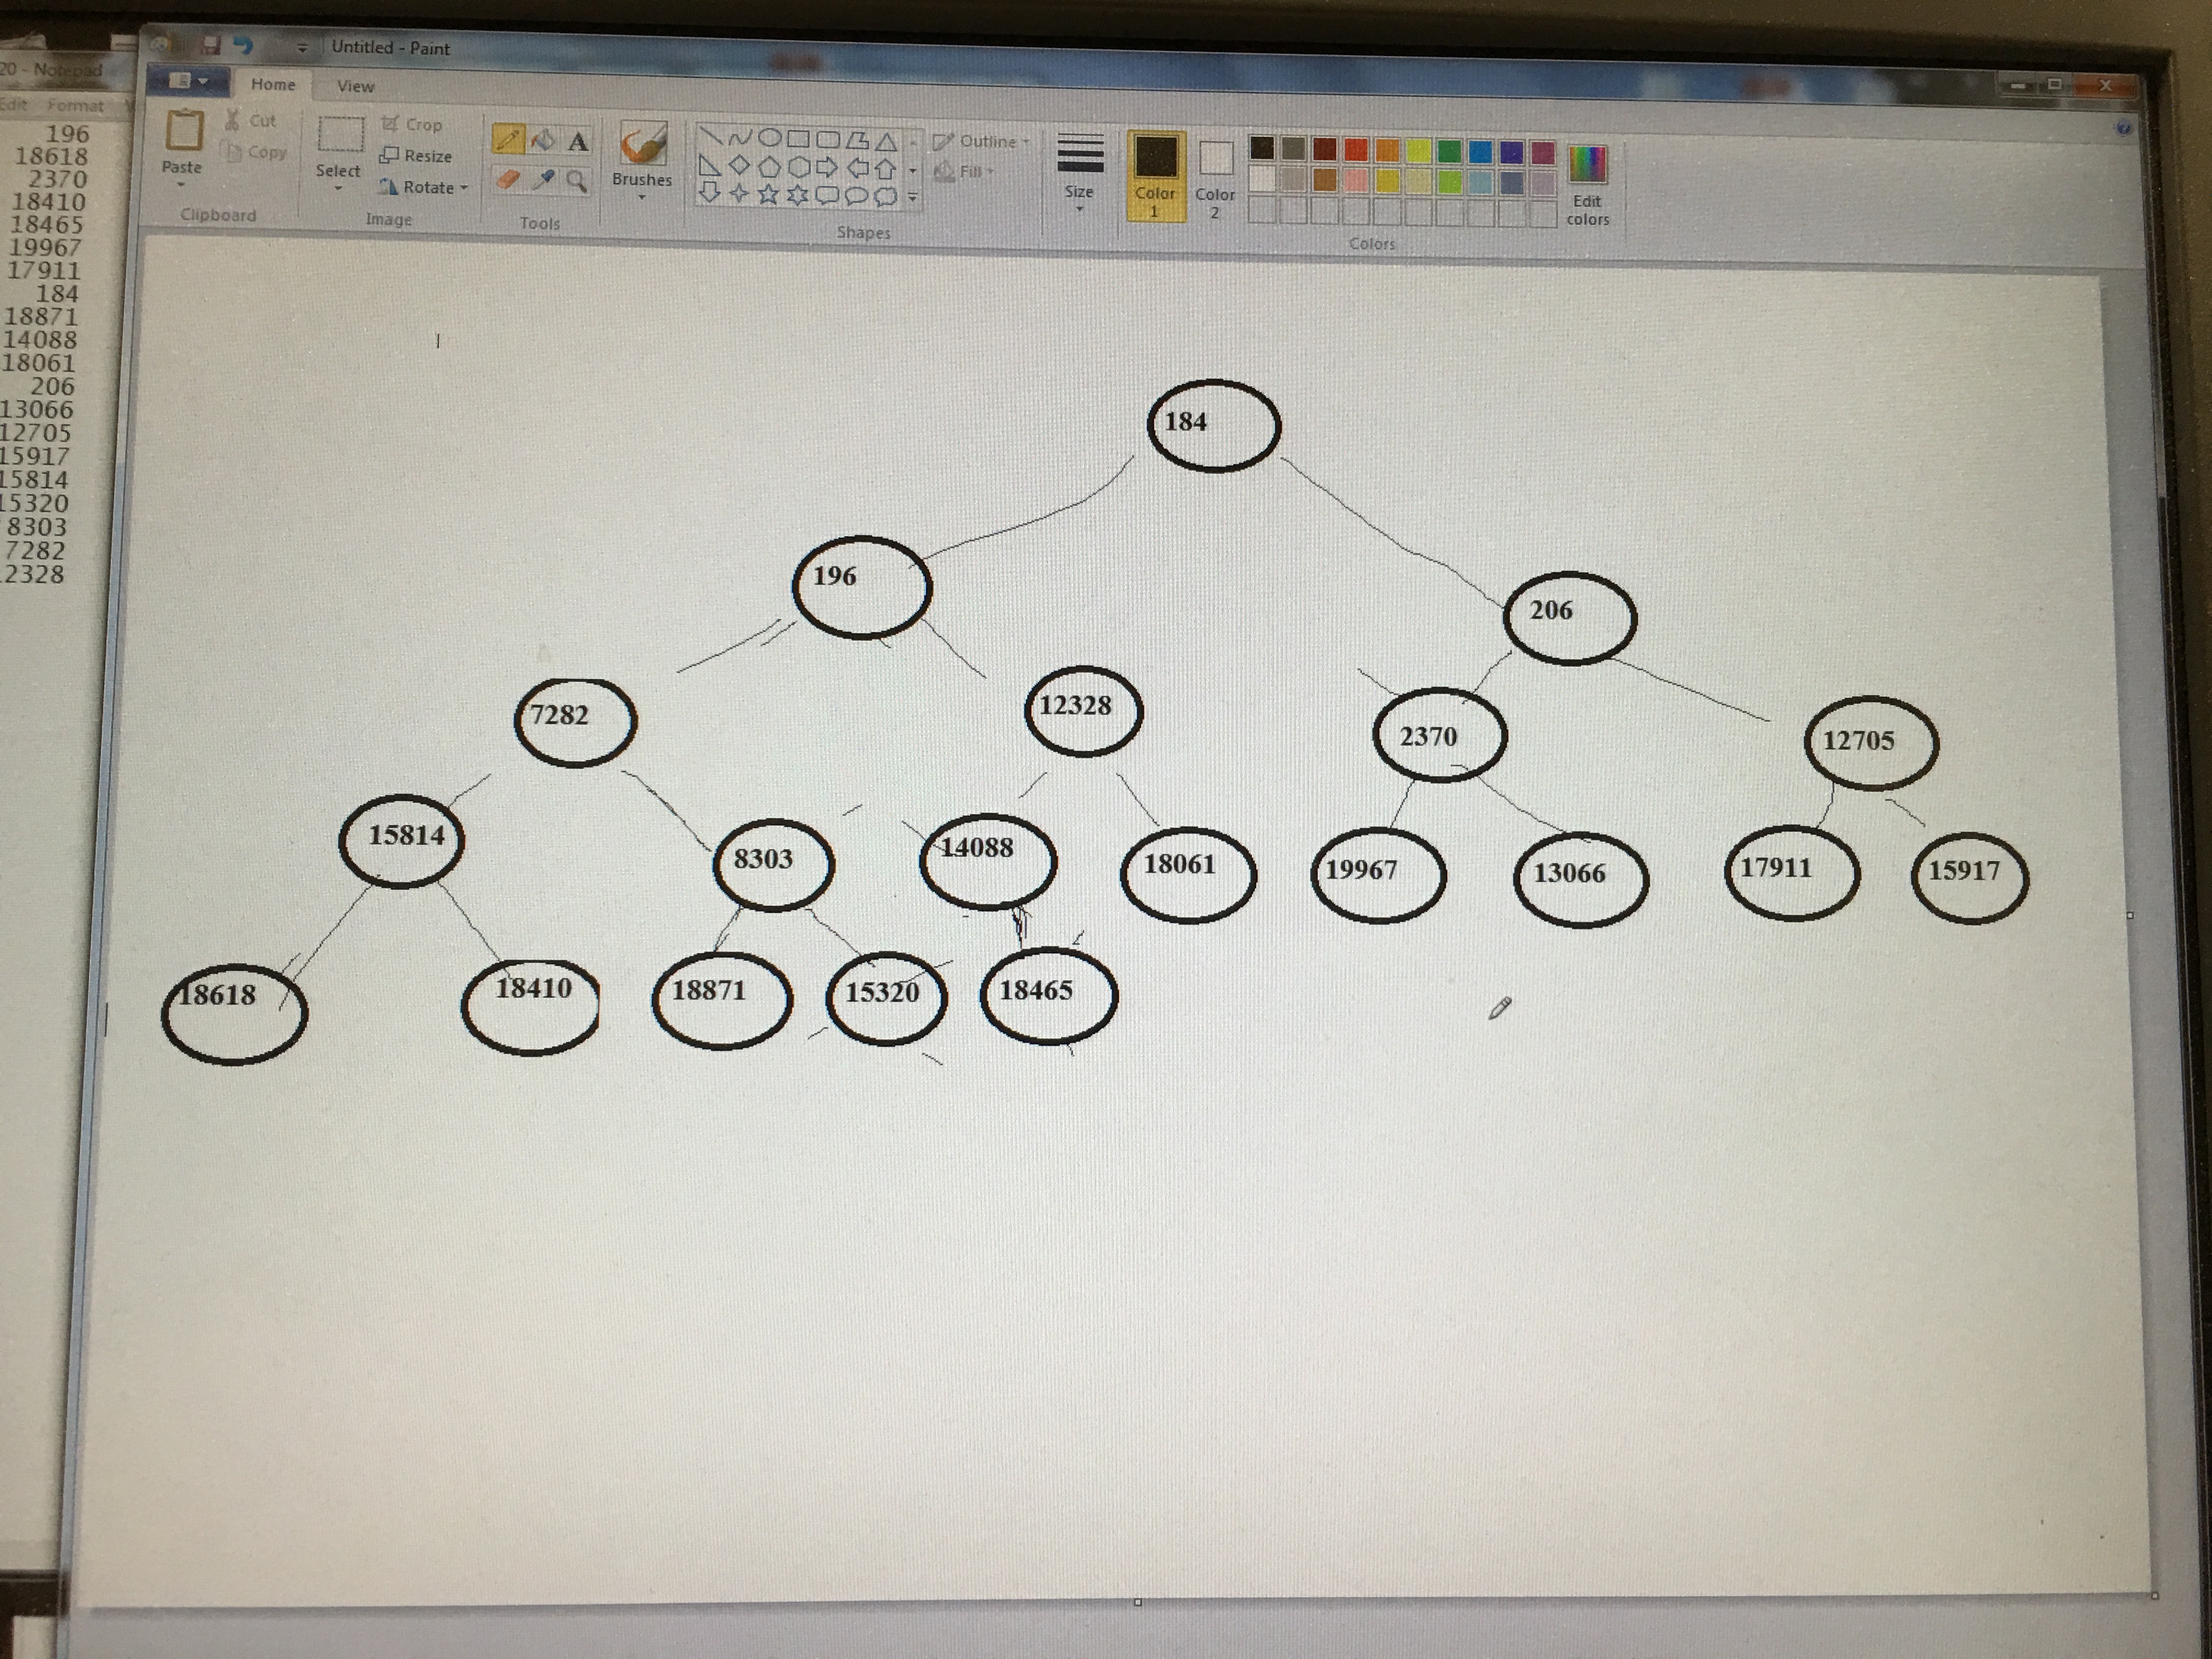 Untitled - Paint
20 - Notepad
Home
View
Edit Format
Paste
Cut
Copy
Clipboard
Select
Crop
Resize
Rotate
Image
A
Tools
Brushes
Outline
Fill
Shapes
Size
Color
1
Color
2
Edit
colors
Colors
196
18618
2370
18410
18465
19967
17911
184
18871
14088
18061
206
13066
12705
15917
15814
15320
8303
7282
12328
184
196
206
7282
12328
2370
12705
15814
8303
14088
18061
19967
13066
17911
15917
18618
18410
18871
15320
18465